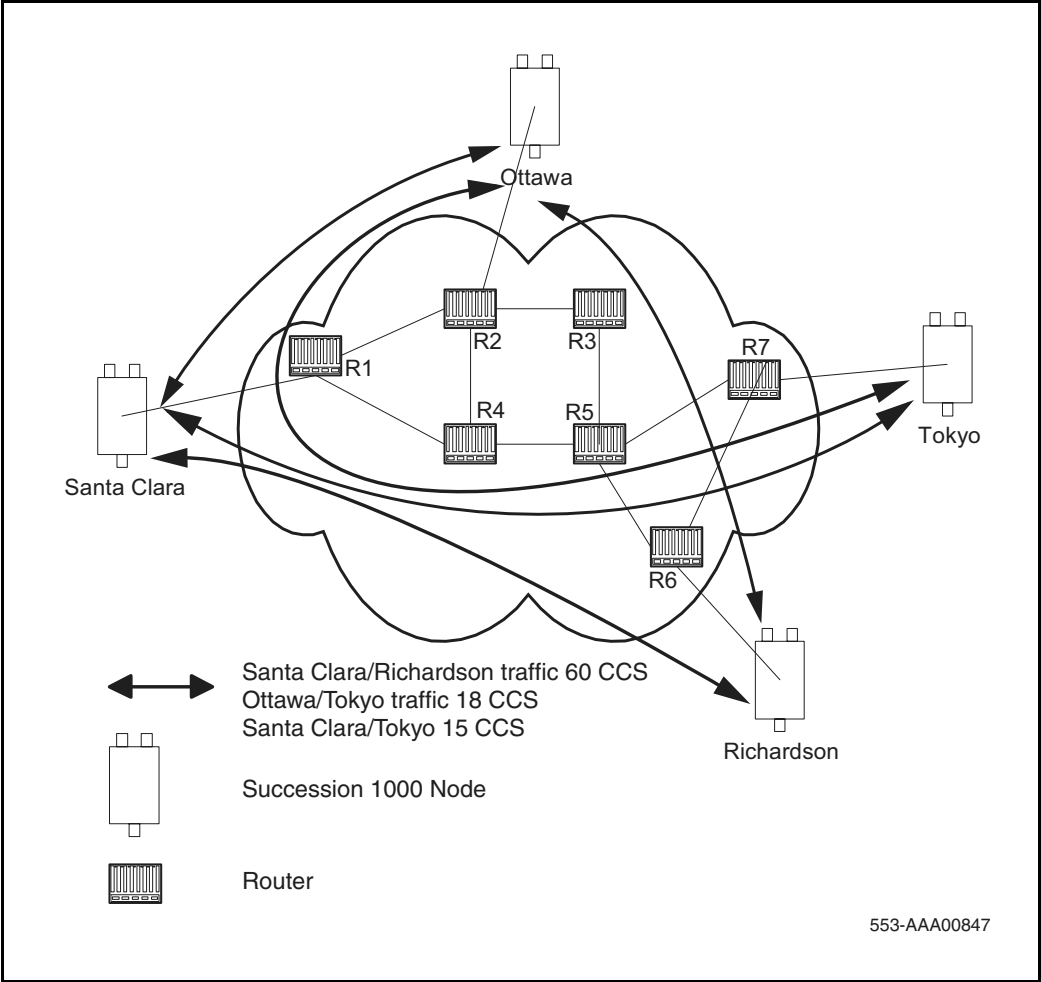 Ottawa
R2
R3
R1
R7
R4
R5
Tokyo
Santa Clara
R6
Santa Clara/Richardson traffic 60 CCS
Ottawa/Tokyo traffic 18 CCS
Santa Clara/Tokyo 15 CCS
Richardson
Succession 1000 Node
Router
553-AAA00847